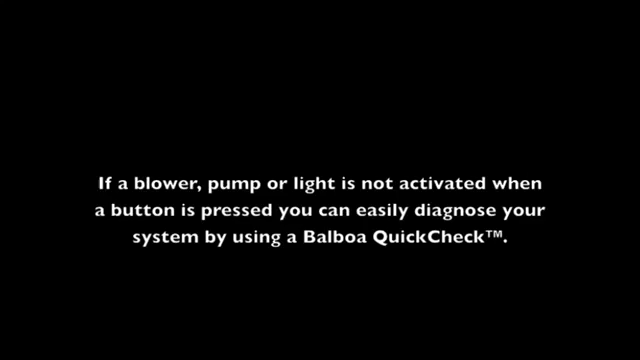 If a blower, pump or light is not activated when
a button is pressed you can easily diagnose your
system by using a Balboa QuickCheck™.